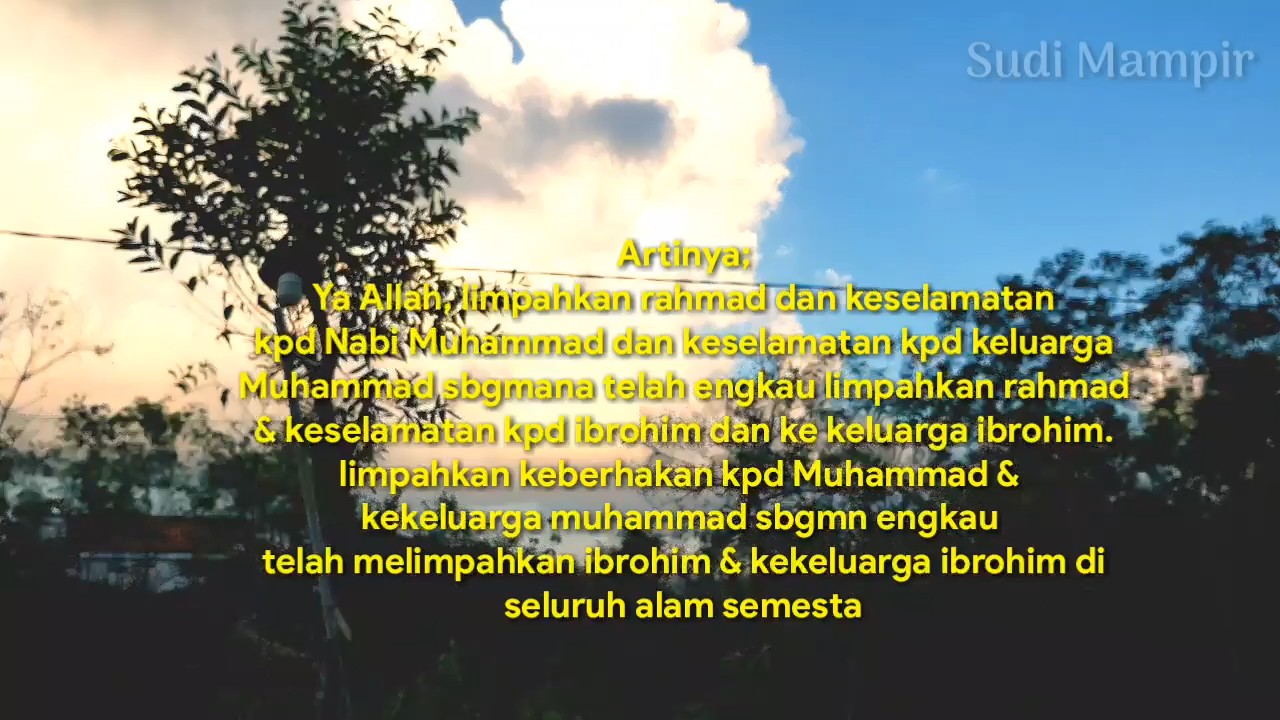 Sudi Mampir
Artinya;
Ya Allah, limpahkan rahmad dan keselamatan
kpd Nabi Muhammad dan keselamatan kpd keluarga
Muhammad sbgmana telah engkau limpahkan rahmad
& keselamatan kpd ibrohim dan ke keluarga ibrohim.
limpahkan keberhakan kpd Muhammad &
kekeluarga muhammad sbgmn engkau
telah melimpahkan ibrohim & kekeluarga ibrohim di
seluruh alam semesta